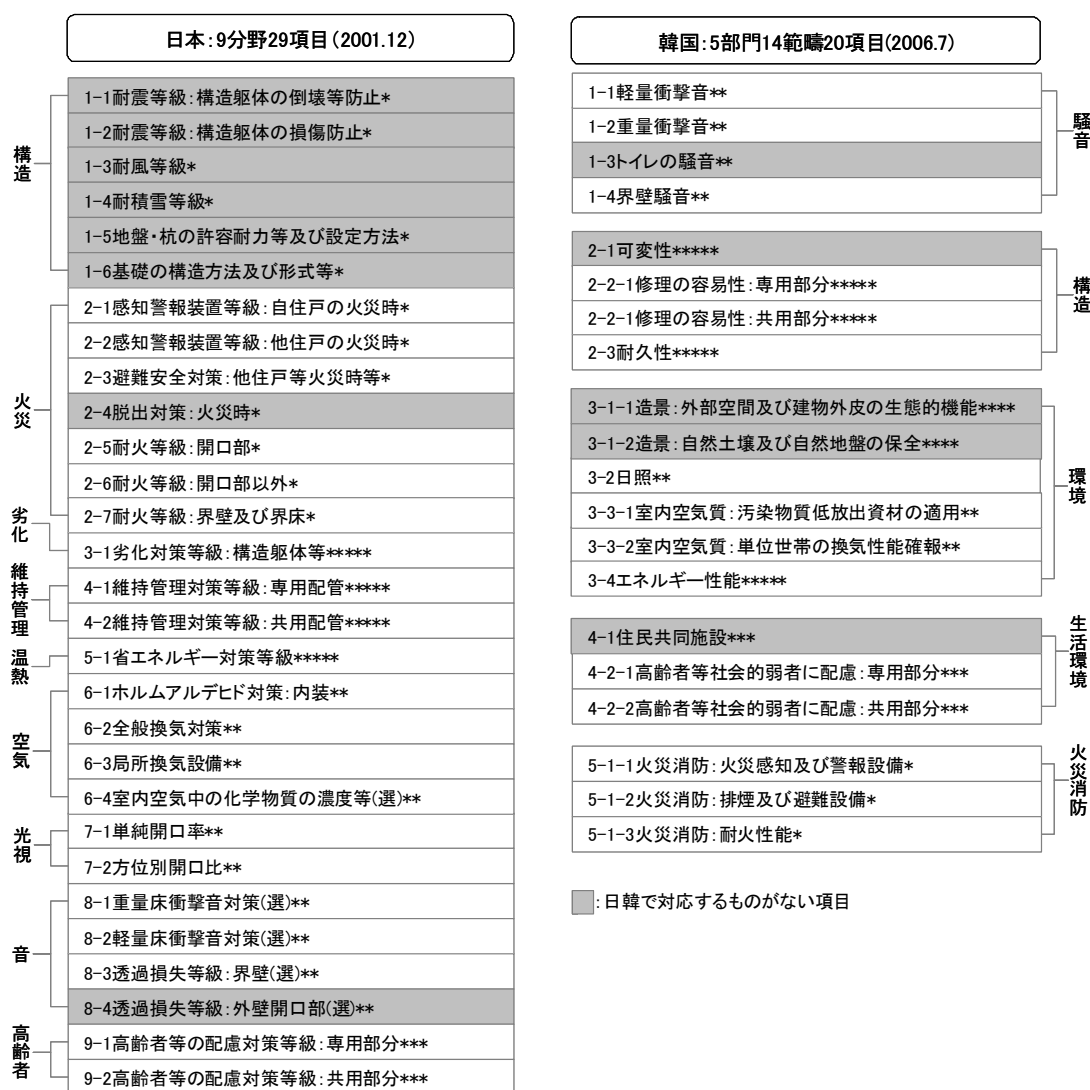 日本:9分野29項目(2001.12)
構造
1-1耐震等級:構造躯体の倒壊等防止*
1-2耐震等級:構造躯体の損傷防止*
1-3耐風等級*
1-4耐積雪等級*
1-5地盤・杭の許容耐力等及び設定方法*
1-6基礎の構造方法及び形式等*
火災
2-1感知警報装置等級:自住戸の火災時*
2-2感知警報装置等級:他住戸の火災時*
2-3避難安全対策:他住戸等火災時等*
2-4脱出対策:火災時*
2-5耐火等級:開口部*
2-6耐火等級:開口部以外*
2-7耐火等級:界壁及び界床*
劣化
3-1劣化対策等級:構造躯体等*****
維持管理
4-1維持管理対策等級:専用配管*****
4-2維持管理対策等級:共用配管*****
温熱
5-1省エネルギー対策等級*****
空気
6-1ホルムアルデヒド対策:内装**
6-2全般換気対策**
6-3局所換気設備**
6-4室内空気中の化学物質の濃度等(選)**
光視
7-1単純開口率**
7-2方位別開口比**
音
8-1重量床衝撃音対策(選)**
8-2軽量床衝撃音対策(選)**
8-3透過損失等級:界壁(選)**
8-4透過損失等級:外壁開口部(選)**
高齢者
9-1高齢者等の配慮対策等級:専用部分***
9-2高齢者等の配慮対策等級:共用部分***
韓国:5部門14範疇20項目(2006.7)
騒音
1-1軽量衝撃音**
1-2重量衝撃音**
1-3トイレの騒音**
1-4界壁騒音**
構造
2-1可変性*****
2-2-1修理の容易性:専用部分*****
2-2-1修理の容易性:共用部分*****
2-3耐久性*****
環境
3-1-1造景:外部空間及び建物外皮の生態的機能****
3-1-2造景:自然土壌及び自然地盤の保全****
3-2日照**
3-3-1室内空気質:汚染物質低放出資材の適用**
3-3-2室内空気質:単位世帯の換気性能確報**
3-4エネルギー性能*****
生活環境
4-1住民共同施設***
4-2-1高齢者等社会的弱者に配慮:専用部分***
4-2-2高齢者等社会的弱者に配慮:共用部分***
火災消防
5-1-1火災消防:火災感知及び警報設備*
5-1-2火災消防:排煙及び避難設備*
5-1-3火災消防:耐火性能*
:日韓で対応するものがない項目